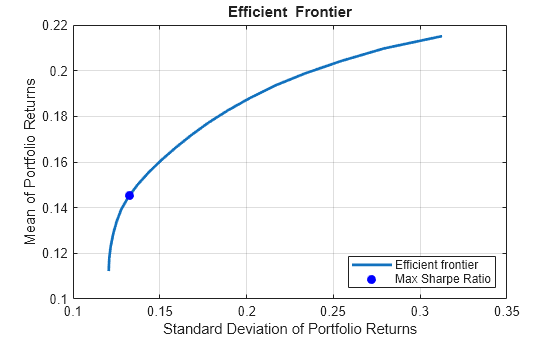 Efficient Frontier
0.22
0.2
0.18
0.16
0.14
0.12
0.1
Mean of Portfolio Returns
Efficient frontier
Max Sharpe Ratio
0.1 0.15 0.2 0.25 0.3 0.35
Standard Deviation of Portfolio Returns